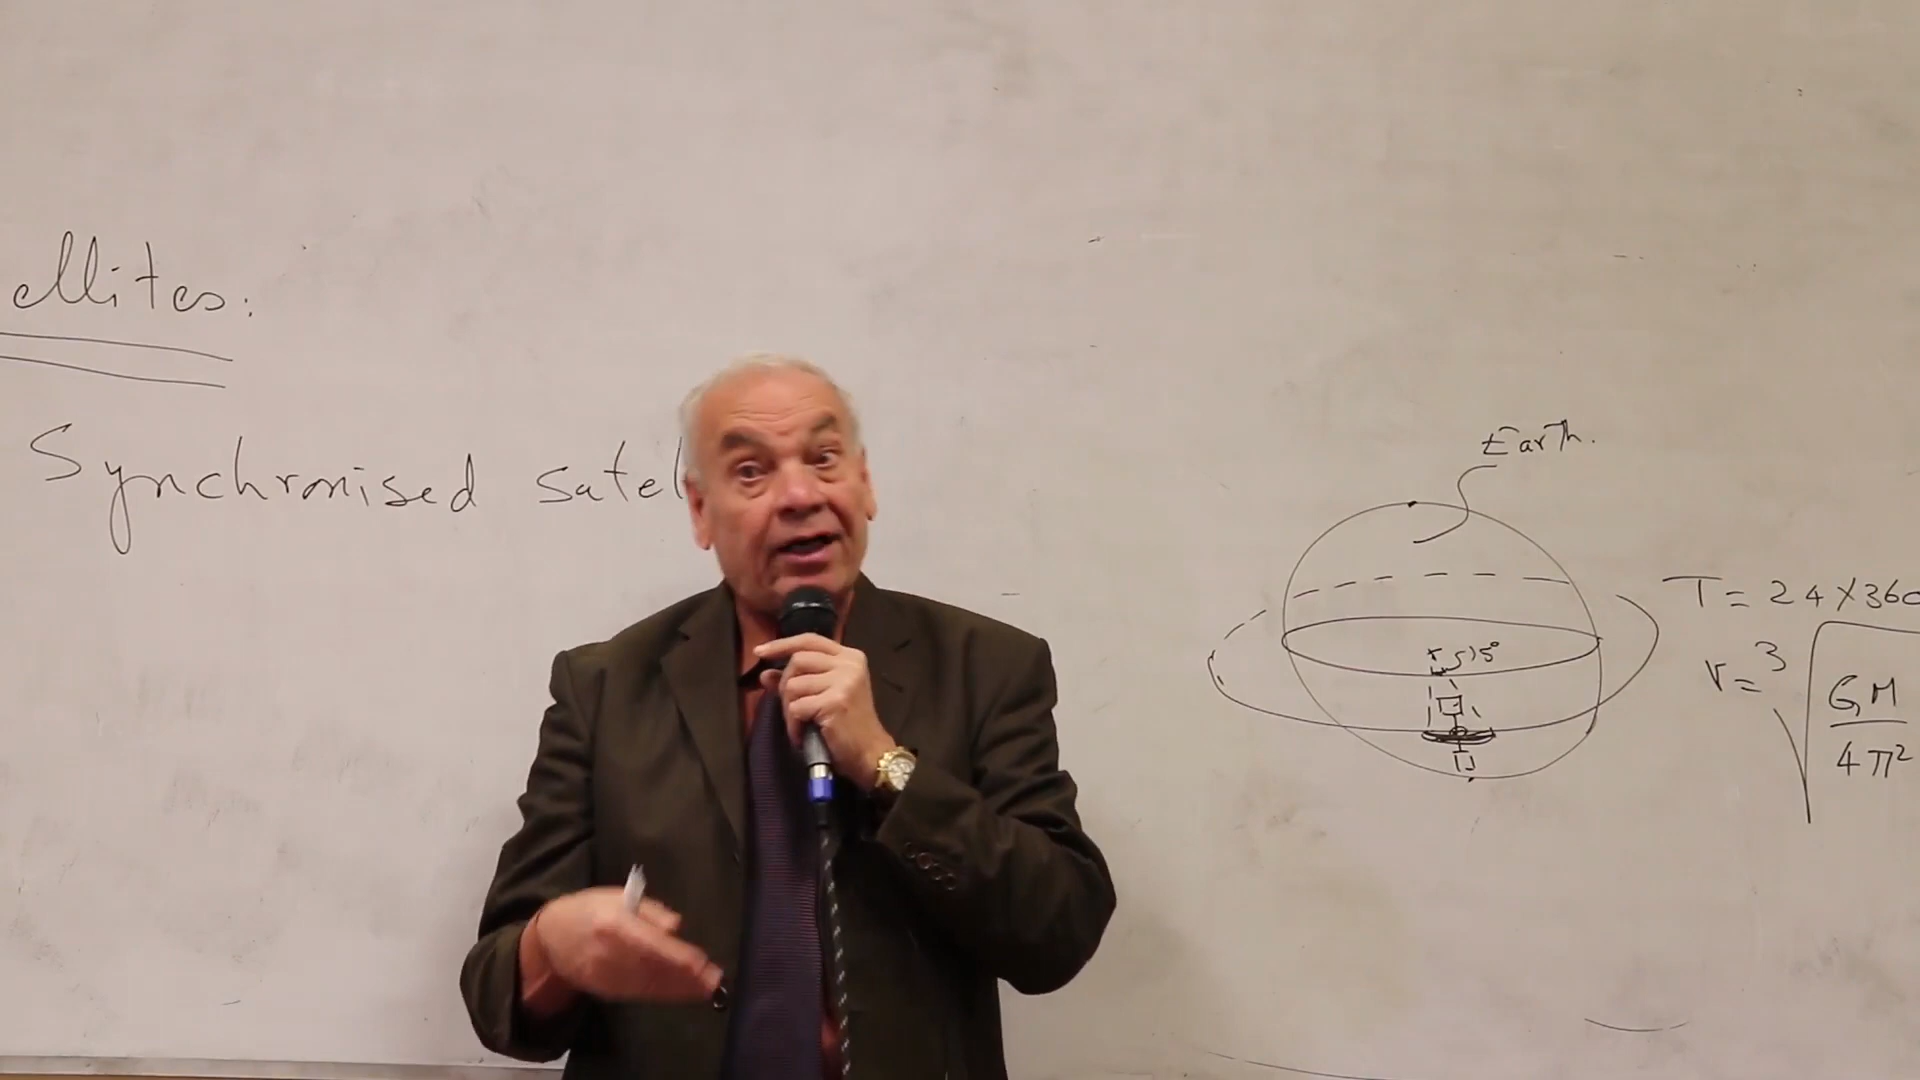 ellites:
Synchronised satel
Earth.
T = 24 X 360
r = ³√ GM
4π²